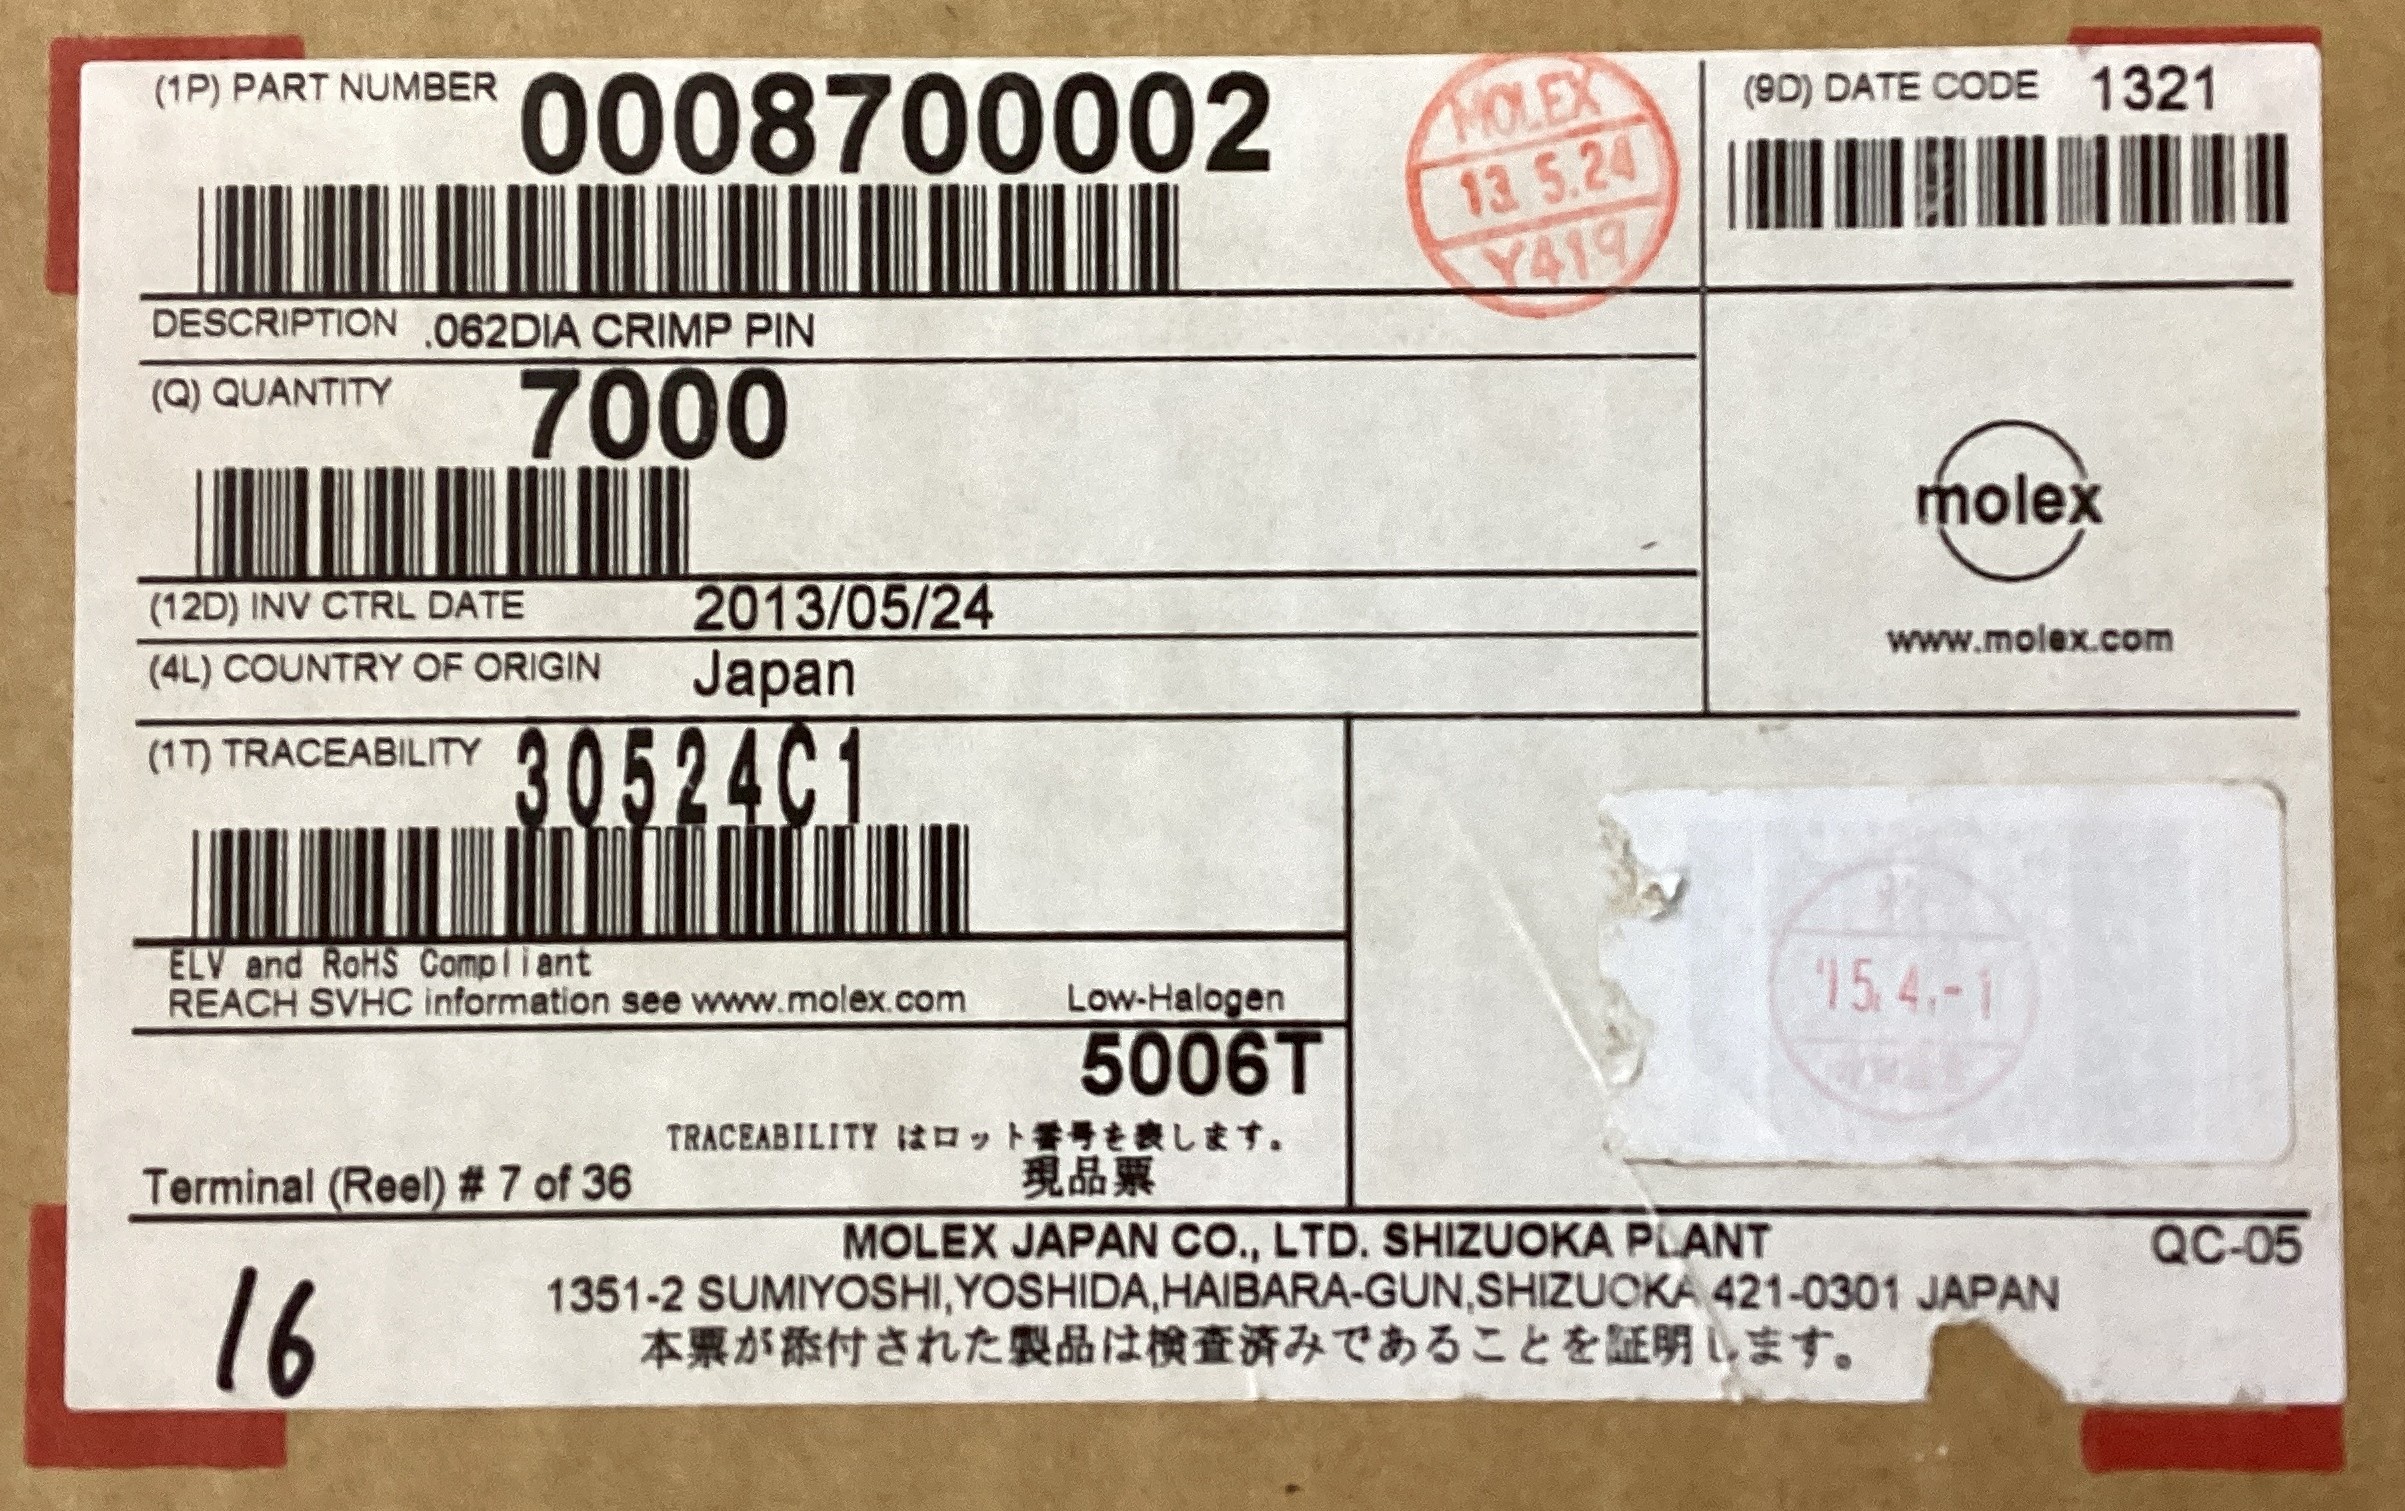 (1P) PART NUMBER 0008700002
MOLEX
13. 5.24
Y419
(9D) DATE CODE 1321
DESCRIPTION .062DIA CRIMP PIN
(Q) QUANTITY 7000
molex
www.molex.com
(12D) INV CTRL DATE 2013/05/24
(4L) COUNTRY OF ORIGIN Japan
(1T) TRACEABILITY 30524C1
'15. 4.-1
ELV and RoHS Compliant
REACH SVHC information see www.molex.com Low-Halogen
5006T
TRACEABILITY はロット番号を表します。
Terminal (Reel) # 7 of 36 現品票
MOLEX JAPAN CO., LTD. SHIZUOKA PLANT QC-05
1351-2 SUMIYOSHI,YOSHIDA,HAIBARA-GUN,SHIZUOKA 421-0301 JAPAN
本票が添付された製品は検査済みであることを証明します。
16